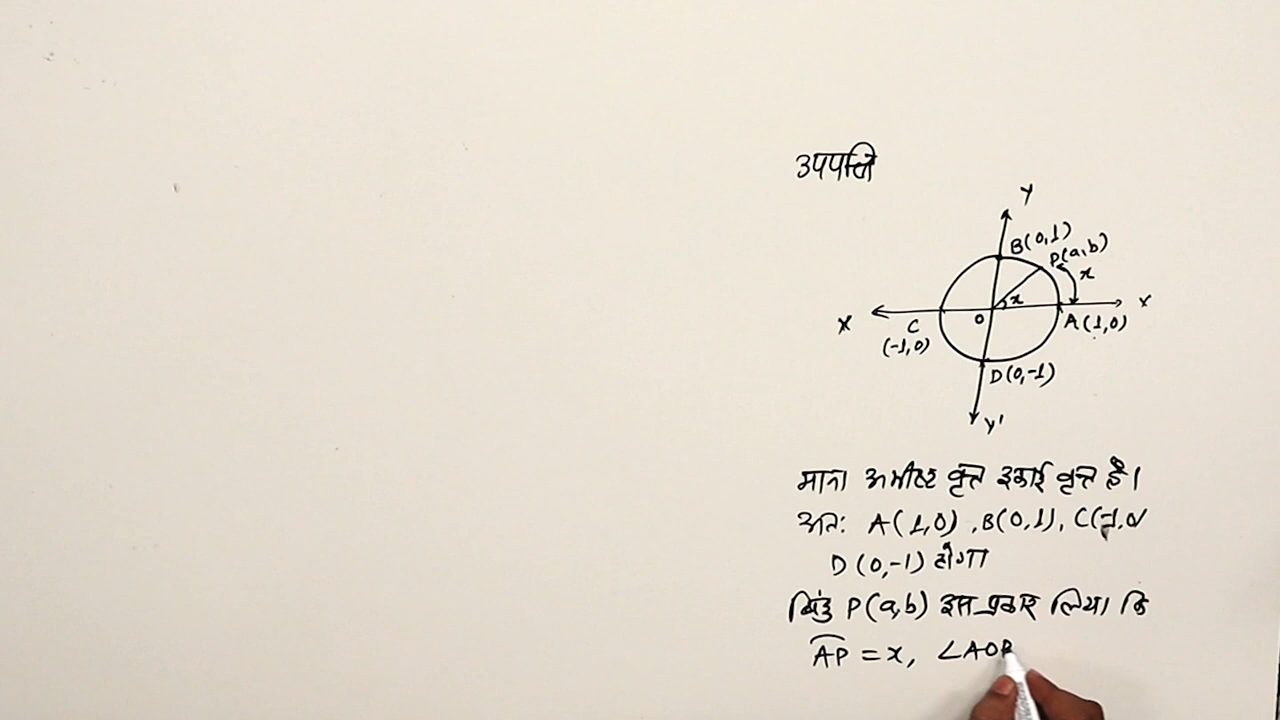 उपपत्ति
Y
B(0,1)
P(a,b)
x
x
X
X
O
C
(-1,0)
A(1,0)
D(0,-1)
Y'
माना अभीष्ट वृत्त इकाई वृत्त है।
अत: A(1,0), B(0,1), C(-1,0)
D(0,-1) होगा
बिंदु P(a,b) इस प्रकार लिया कि
AP = x, ∠AOP